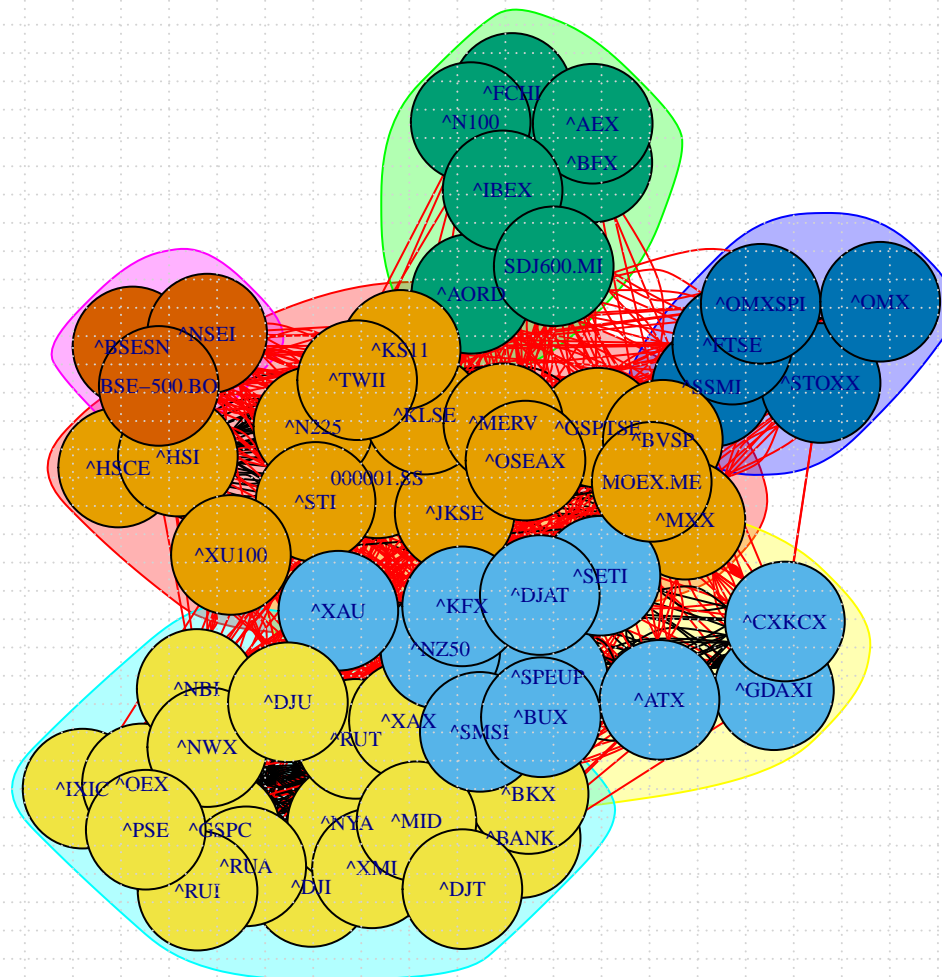 ^FCHI
^N100
^AEX
^BFX
^IBEX
SDJ600.MI
^AORD
^OMXSPI
^OMX
^NSEI
^BSESN
^FTSE
^KS11
^TWII
BSE-500.BO
^SSMI
^STOXX
^KLSE
^MERV
^GSPTSE
^N225
^BVSP
^HSCE
^HSI
^OSEAX
000001.SS
MOEX.ME
^STI
^JKSE
^MXX
^XU100
^SETI
^DJAT
^KFX
^XAU
^CXKCX
^NZ50
^SPEUP
^NBI
^GDAXI
^DJU
^ATX
^BUX
^XAX
^SMSI
^RUT
^NWX
^OEX
^IXIC
^BKX
^MID
^NYA
^PSE
^GSPC
^BANK
^RUA
^XMI
^RUI
^DJI
^DJT